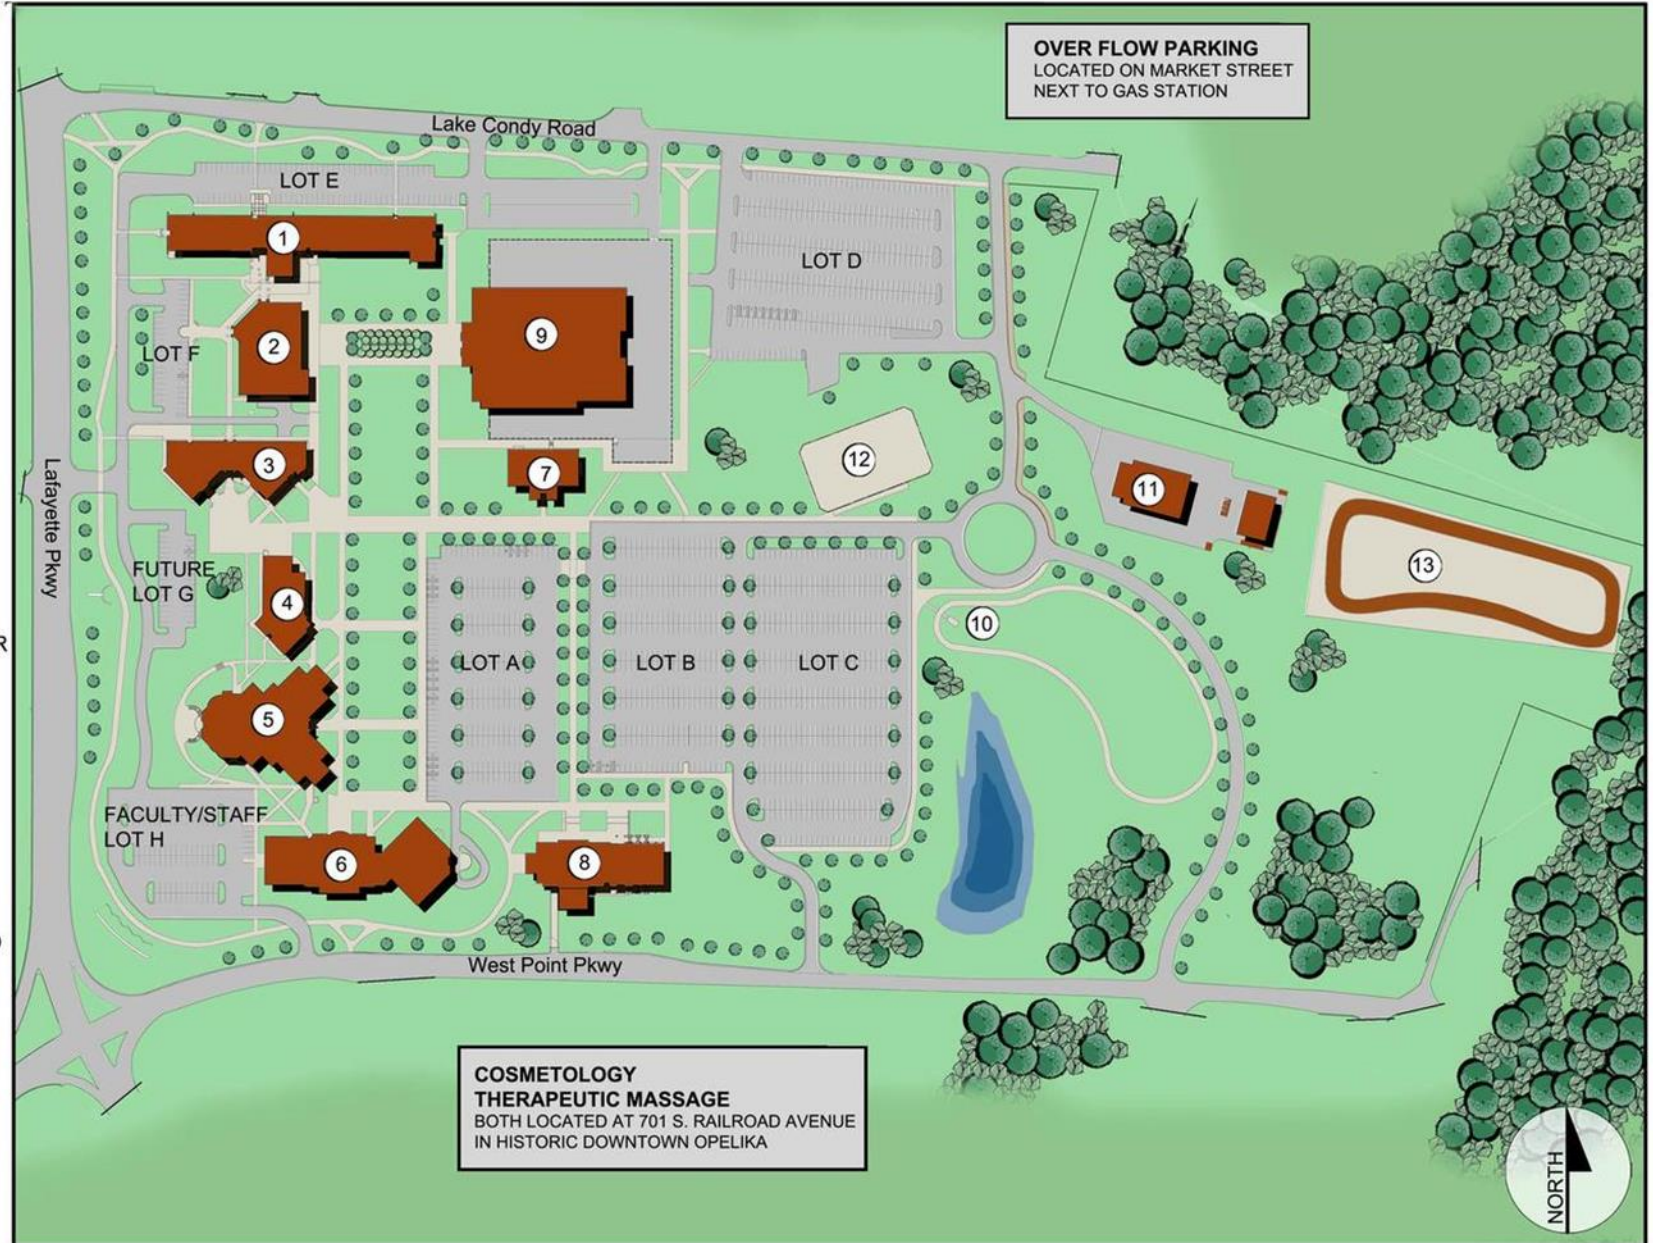 OVER FLOW PARKING
LOCATED ON MARKET STREET
NEXT TO GAS STATION
Lake Condy Road
LOT E
1
LOT D
2
9
LOT F
3
7
12
11
Lafayette Pkwy
13
FUTURE
LOT G
4
10
R
LOT A
LOT B
LOT C
5
FACULTY/STAFF
LOT H
6
8
West Point Pkwy
COSMETOLOGY
THERAPEUTIC MASSAGE
BOTH LOCATED AT 701 S. RAILROAD AVENUE
IN HISTORIC DOWNTOWN OPELIKA
NORTH